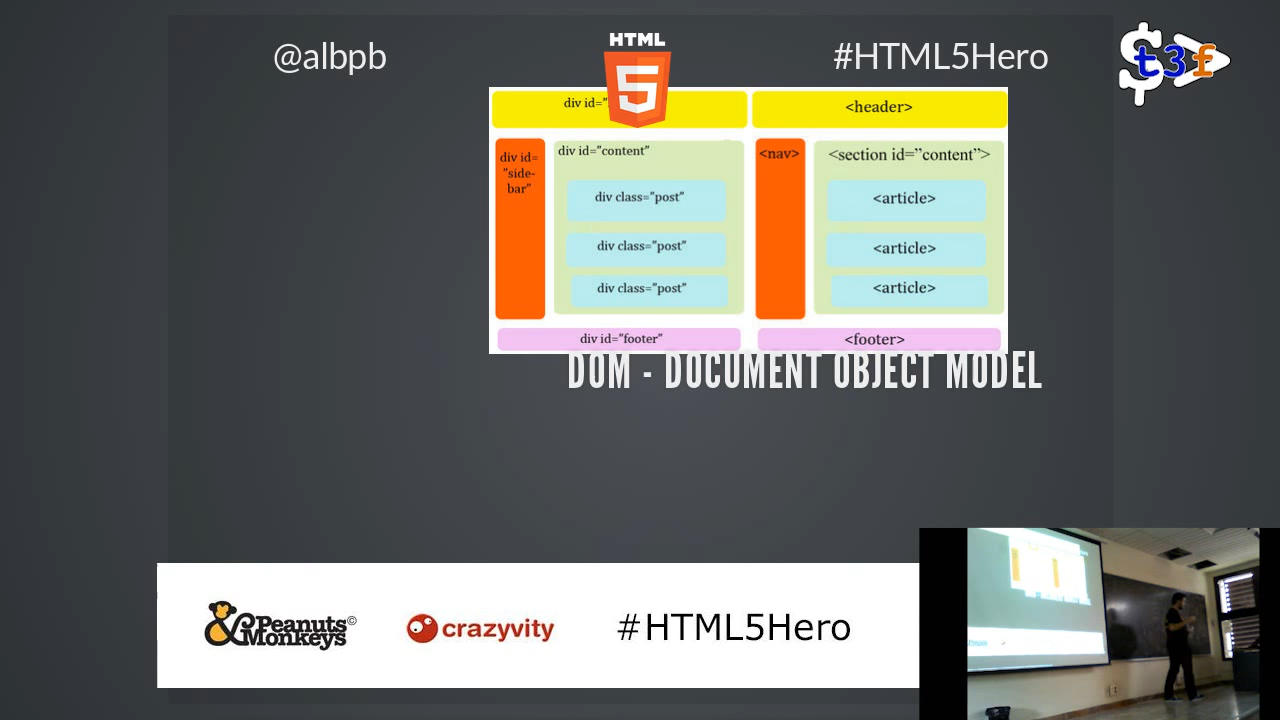 @albpb
HTML
5
#HTML5Hero
$t3f
div id="
<header>
div id=
"side-
bar"
div id="content"
div class="post"
div class="post"
div class="post"
div id="footer"
<nav>
<section id="content">
<article>
<article>
<article>
<footer>
DOM - DOCUMENT OBJECT MODEL
&Peanuts©
Monkeys
crazyvity
#HTML5Hero